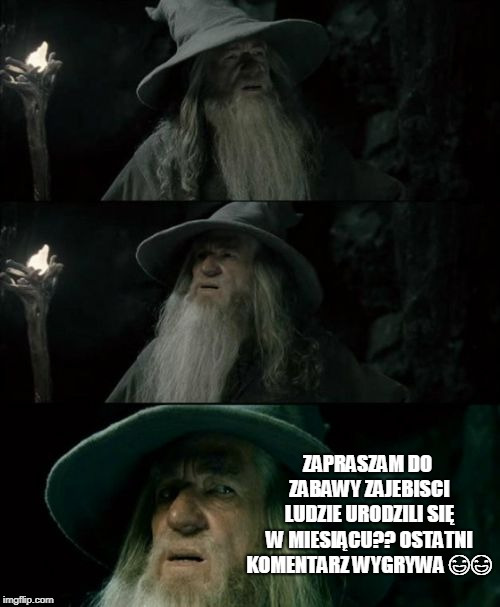 ZAPRASZAM DO
ZABAWY ZAJEBISCI
LUDZIE URODZILI SIĘ
W MIESIĄCU?? OSTATNI
KOMENTARZ WYGRYWA 😄😄
imgflip.com